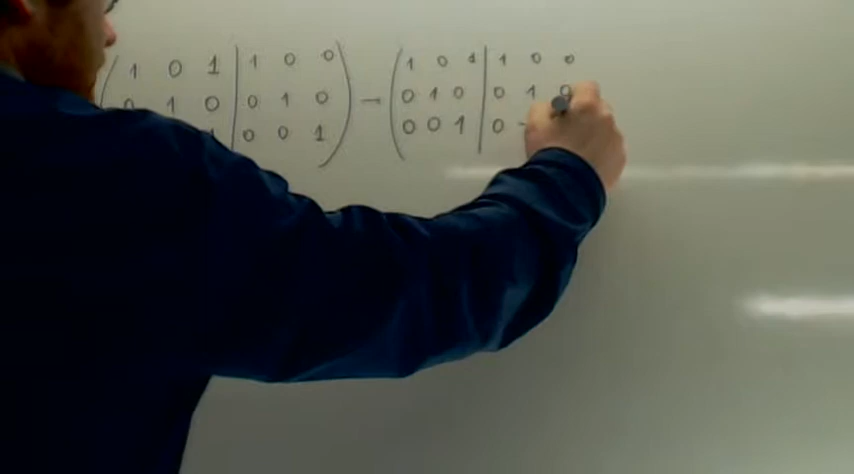 ( 1 0 1 | 1 0 0 ) → ( 1 0 1 | 1 0 0
0 1 0 | 0 1 0 0 1 0 | 0 1 0
1 | 0 0 1 0 0 1 | 0 -